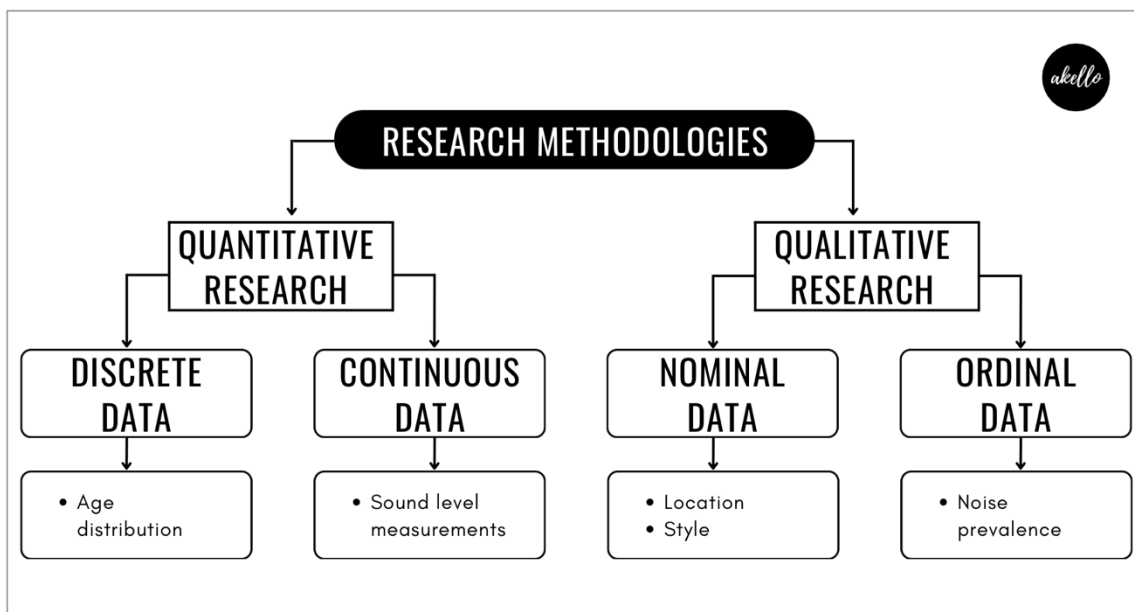 akello
RESEARCH METHODOLOGIES
QUANTITATIVE
RESEARCH
QUALITATIVE
RESEARCH
DISCRETE
DATA
CONTINUOUS
DATA
NOMINAL
DATA
ORDINAL
DATA
• Age
distribution
• Sound level
measurements
• Location
• Style
• Noise
prevalence